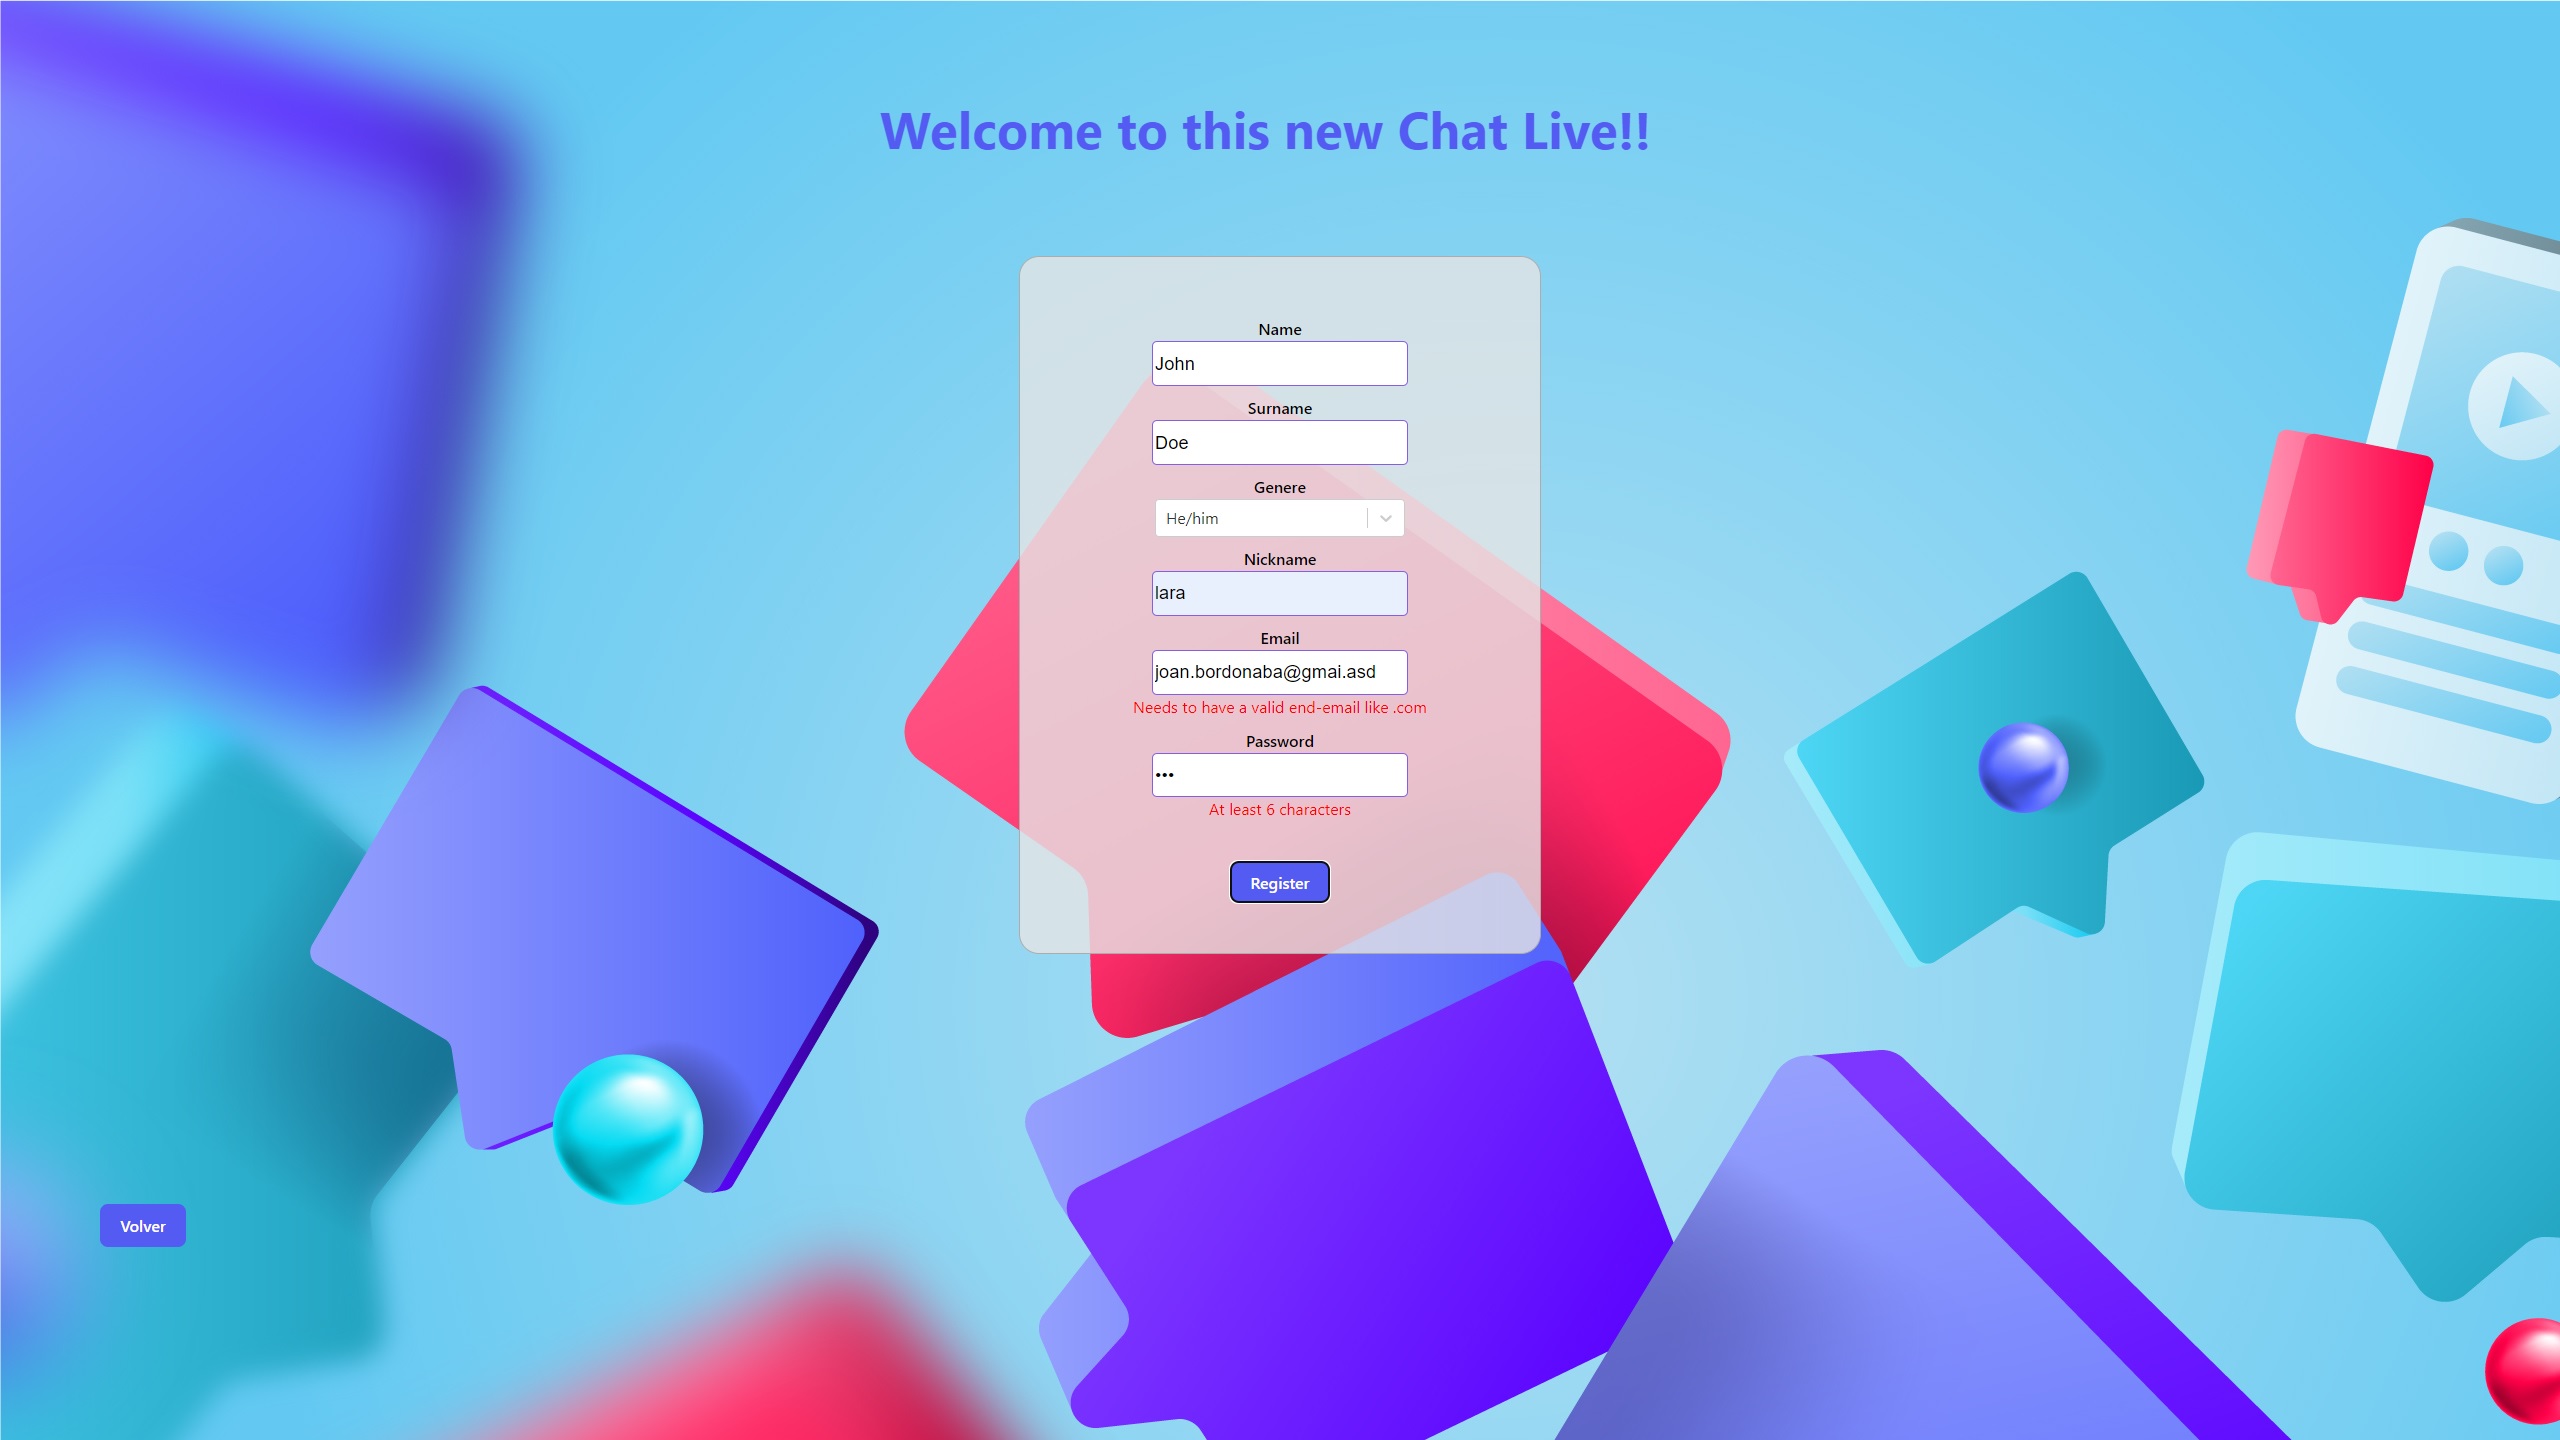 Welcome to this new Chat Live!!
Name
John
Surname
Doe
Genere
He/him
Nickname
lara
Email
joan.bordonaba@gmai.asd
Needs to have a valid end-email like .com
Password
•••
At least 6 characters
Register
Volver